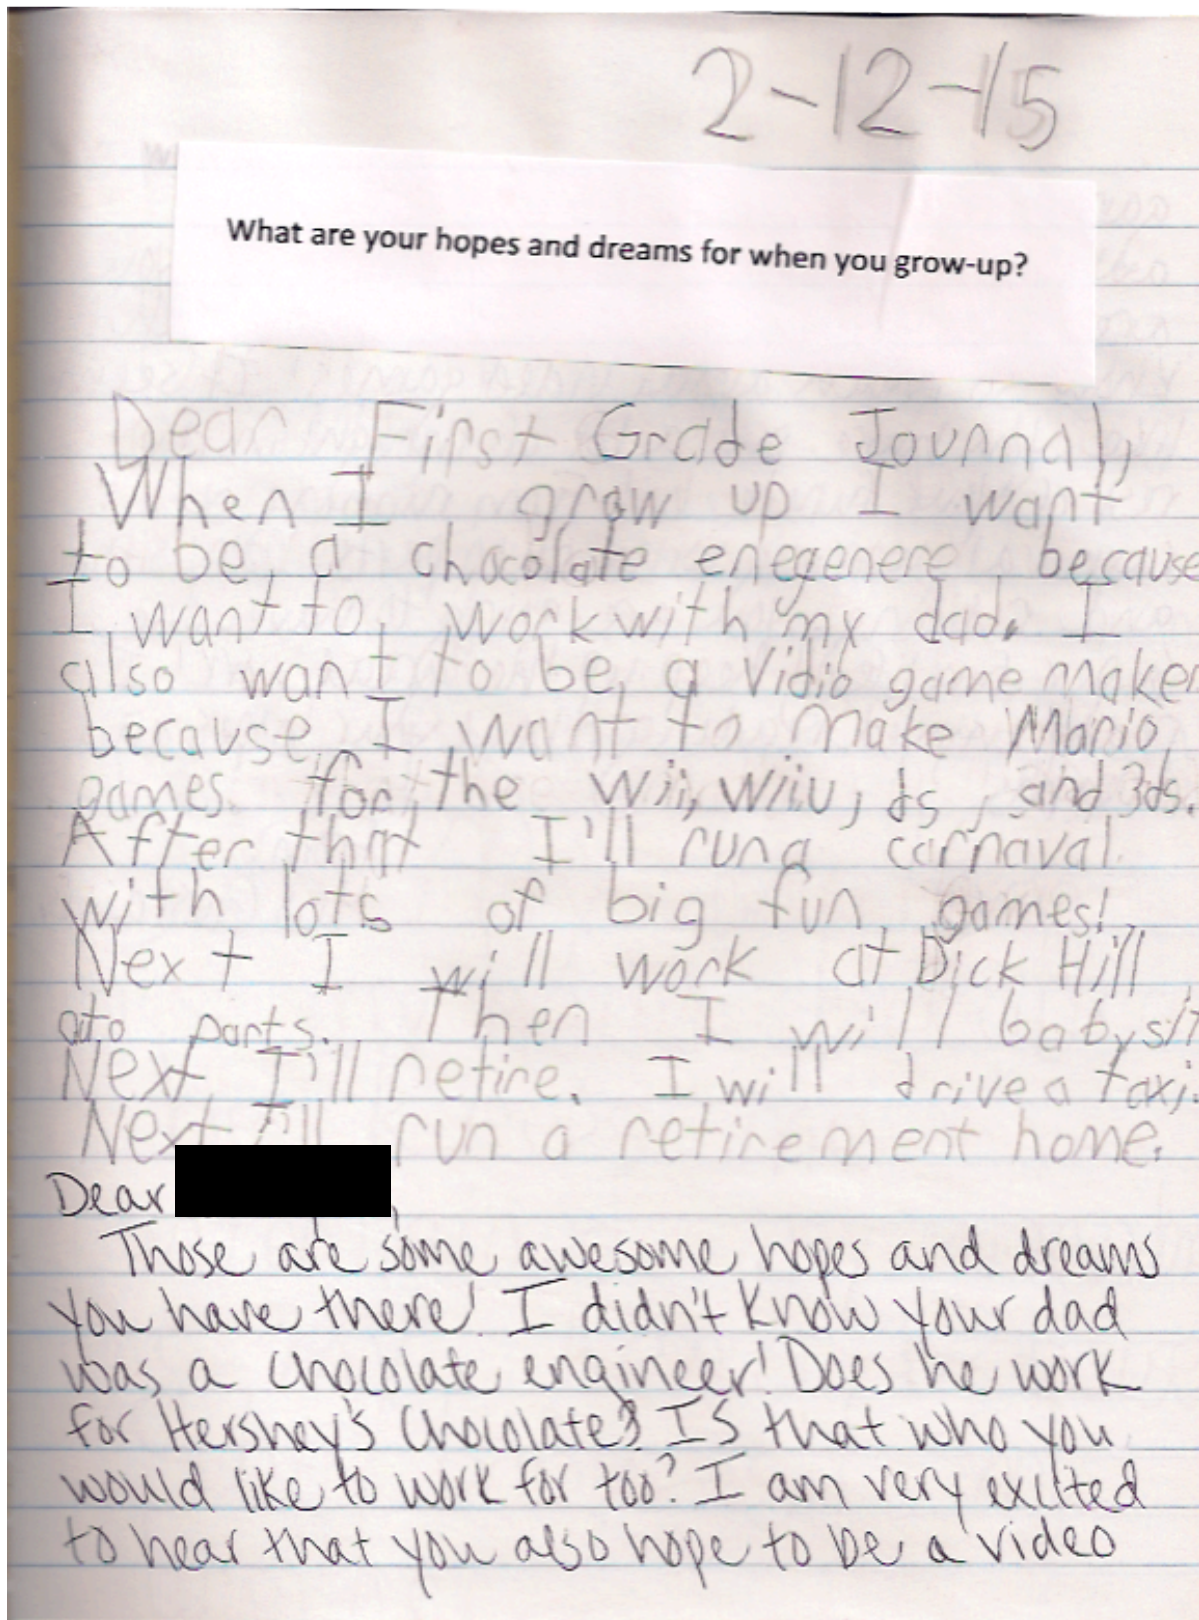 2-12-15
What are your hopes and dreams for when you grow-up?
Dear First Grade Journal,
When I grow up I want
to be a chocolate enegenere because
I want to work with my dad. I
also want to be a vidio game maker
because I want to make Mario
games for the wii, wiiu, ds, and 3ds.
After that I'll run a carnaval
with lots of big fun games!
Next I will work at Dick Hill
auto parts. Then I will babysit
Next I'll retire. I will drive a taxi.
Next I'll run a retirement home.
Dear
Those are some awesome hopes and dreams
you have there! I didn't know your dad
was a chocolate engineer! Does he work
for Hershey's Chocolate? Is that who you
would like to work for too? I am very excited
to hear that you also hope to be a video